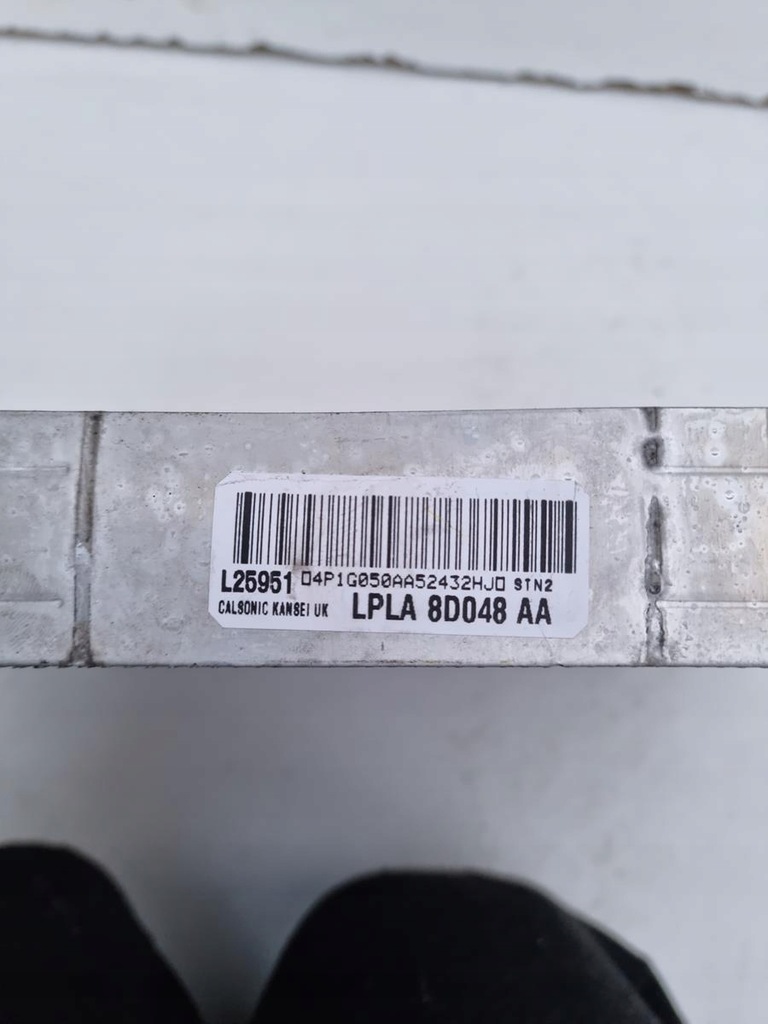 L25951 04P1G050AA52432HJ0 STN2
CALSONIC KANSEI UK LPLA 8D048 AA